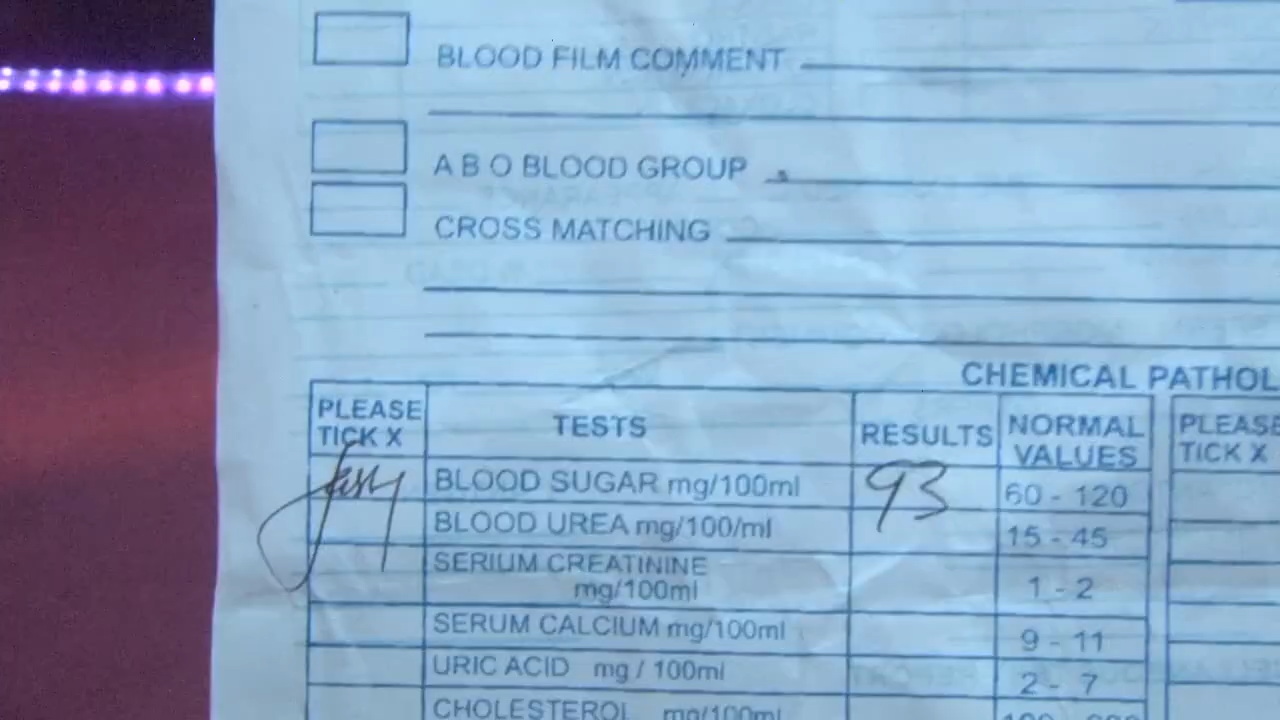 BLOOD FILM COMMENT
A B O BLOOD GROUP
CROSS MATCHING
CHEMICAL PATHOL
PLEASE TICK X TESTS RESULTS NORMAL VALUES PLEASE TICK X
BLOOD SUGAR mg/100ml 93 60 - 120
BLOOD UREA mg/100/ml 15 - 45
SERIUM CREATININE
mg/100ml 1 - 2
SERUM CALCIUM mg/100ml 9 - 11
URIC ACID mg / 100ml 2 - 7
CHOLESTEROL mg/100ml